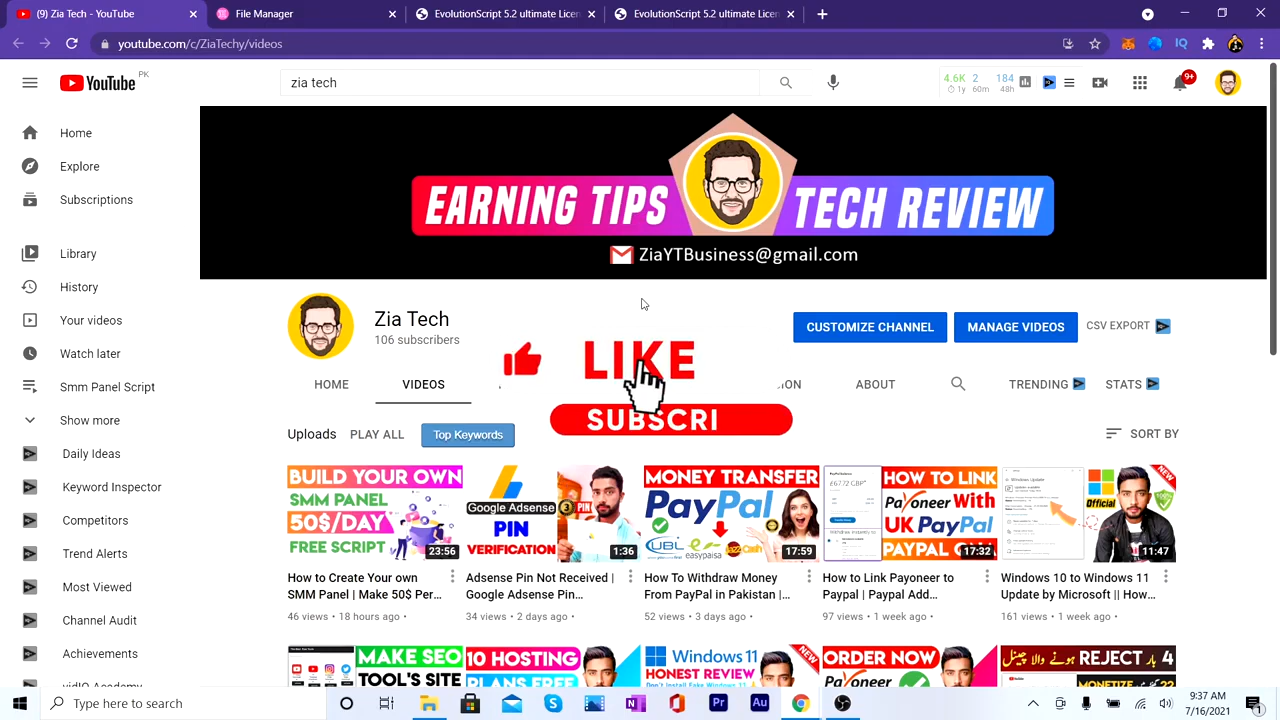 Zia Tech - YouTube
File Manager
EvolutionScript 5.2 ultimate Licen
EvolutionScript 5.2 ultimate Licen
youtube.com/c/ZiaTechy/videos
YouTube PK
zia tech
4.6K 2 184
1y 60m 48h
9+
Home
Explore
Subscriptions
Library
History
Your videos
Watch later
Smm Panel Script
Show more
Daily Ideas
Keyword Inspector
Competitors
Trend Alerts
Most Viewed
Channel Audit
Achievements
EARNING TIPS TECH REVIEW
ZiaYTBusiness@gmail.com
Zia Tech
106 subscribers
CUSTOMIZE CHANNEL MANAGE VIDEOS CSV EXPORT
LIKE
SUBSCRI
HOME VIDEOS ABOUT TRENDING STATS
Uploads PLAY ALL Top Keywords SORT BY
BUILD YOUR OWN
SMM PANEL
50$/DAY
FREE SCRIPT
23:56
How to Create Your own
SMM Panel | Make 50$ Per...
46 views • 18 hours ago •
Google Adsense
PIN
VERIFICATION
1:36
Adsense Pin Not Received |
Google Adsense Pin...
34 views • 2 days ago •
MONEY TRANSFER
PayPal
easypaisa
17:59
How To Withdraw Money
From PayPal in Pakistan |...
52 views • 3 days ago •
HOW TO LINK
Payoneer With
UK PayPal
17:32
How to Link Payoneer to
Paypal | Paypal Add...
97 views • 1 week ago •
Windows Update
Official
NEW
11:47
Windows 10 to Windows 11
Update by Microsoft || How...
161 views • 1 week ago •
MAKE SEO
TOOL'S SITE
10 HOSTING
PLANS FREE
Windows 11
HONEST REVIEW
NEW
ORDER NOW
Payoneer
4 بار REJECT ہونے والا چینل
Type here to search
9:37 AM
7/16/2021